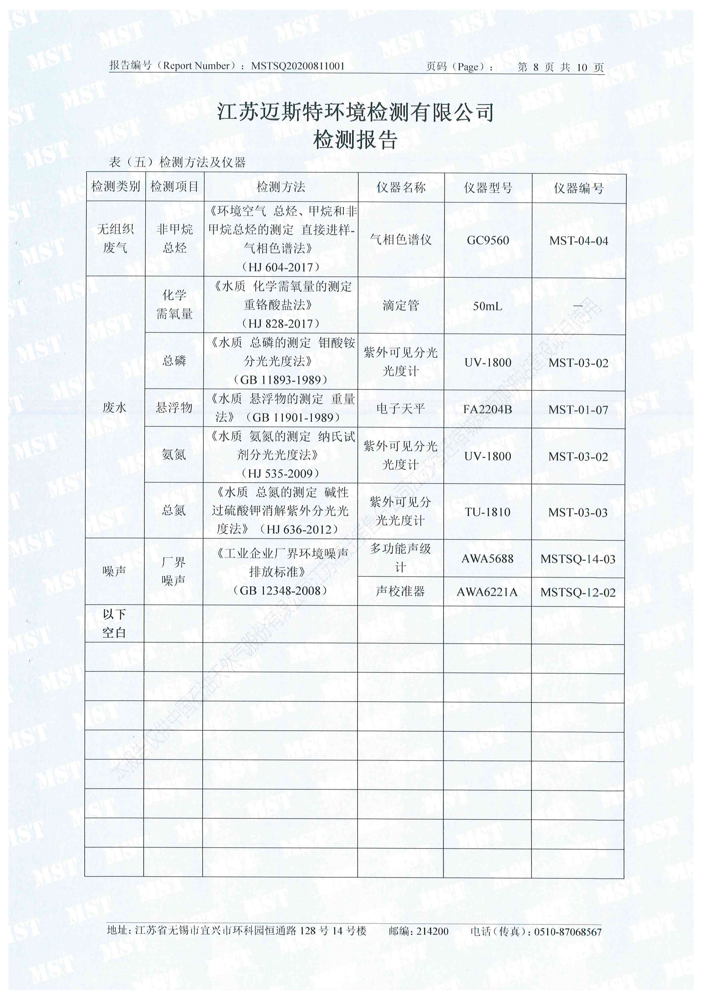 报告编号（Report Number）：MSTSQ20200811001 页码（Page）： 第 8 页 共 10 页
江苏迈斯特环境检测有限公司
检测报告
表（五）检测方法及仪器
检测类别 检测项目 检测方法 仪器名称 仪器型号 仪器编号
无组织
废气
非甲烷
总烃
《环境空气 总烃、甲烷和非
甲烷总烃的测定 直接进样-
气相色谱法》
（HJ 604-2017）
气相色谱仪 GC9560 MST-04-04
废水
化学
需氧量
《水质 化学需氧量的测定
重铬酸盐法》
（HJ 828-2017）
滴定管 50mL —
总磷
《水质 总磷的测定 钼酸铵
分光光度法》
（GB 11893-1989）
紫外可见分光
光度计
UV-1800 MST-03-02
悬浮物
《水质 悬浮物的测定 重量
法》（GB 11901-1989）
电子天平 FA2204B MST-01-07
氨氮
《水质 氨氮的测定 纳氏试
剂分光光度法》
（HJ 535-2009）
紫外可见分光
光度计
UV-1800 MST-03-02
总氮
《水质 总氮的测定 碱性
过硫酸钾消解紫外分光光
度法》（HJ 636-2012）
紫外可见分
光光度计
TU-1810 MST-03-03
噪声
厂界
噪声
《工业企业厂界环境噪声
排放标准》
（GB 12348-2008）
多功能声级
计
AWA5688 MSTSQ-14-03
声校准器 AWA6221A MSTSQ-12-02
以下
空白
地址：江苏省无锡市宜兴市环科园恒通路 128 号 14 号楼 邮编：214200 电话（传真）：0510-87068567